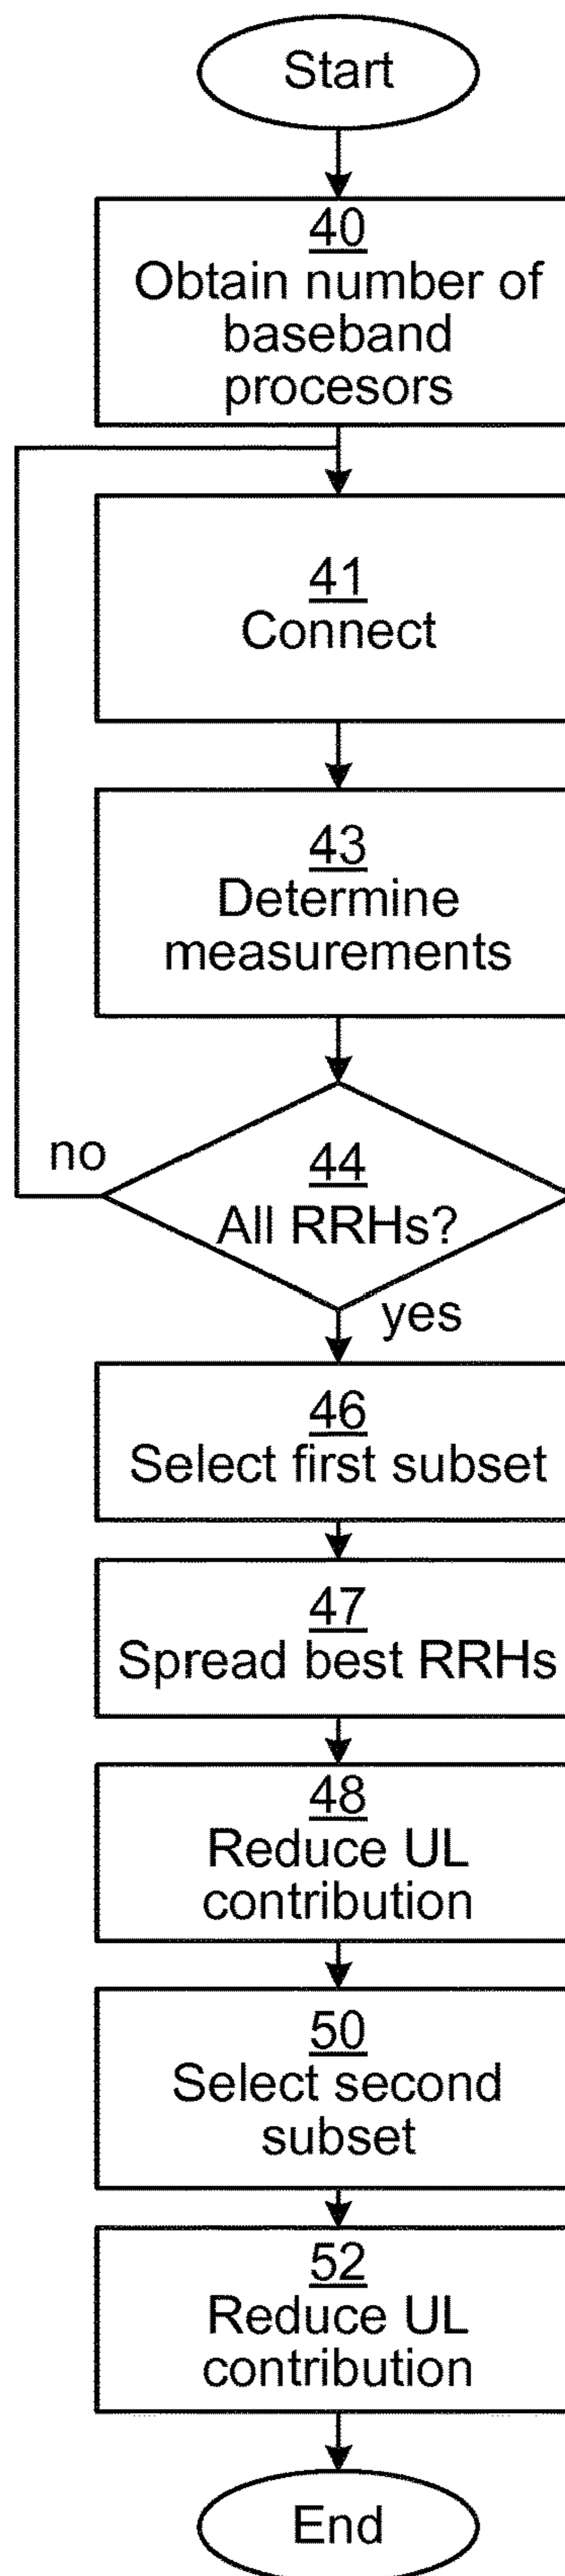 Start
40
Obtain number of
baseband
procesors
41
Connect
43
Determine
measurements
44
All RRHs?
no
yes
46
Select first subset
47
Spread best RRHs
48
Reduce UL
contribution
50
Select second
subset
52
Reduce UL
contribution
End